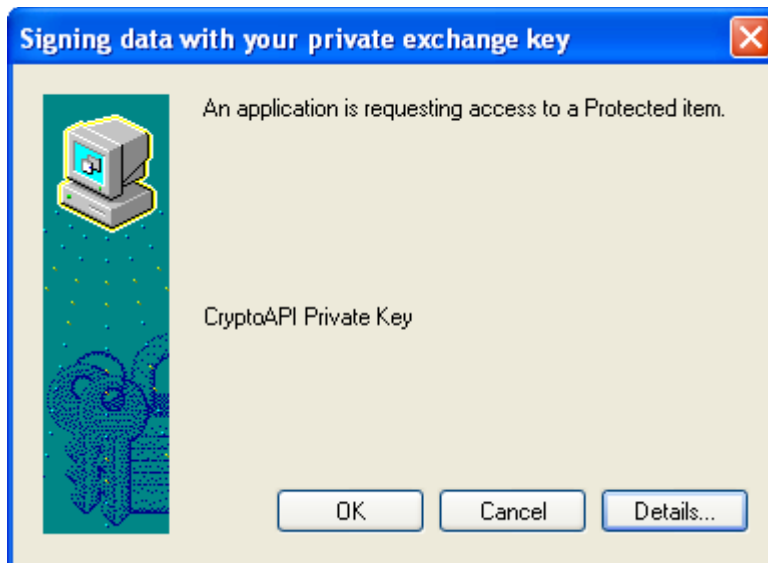 Signing data with your private exchange key
An application is requesting access to a Protected item.
CryptoAPI Private Key
OK Cancel Details...